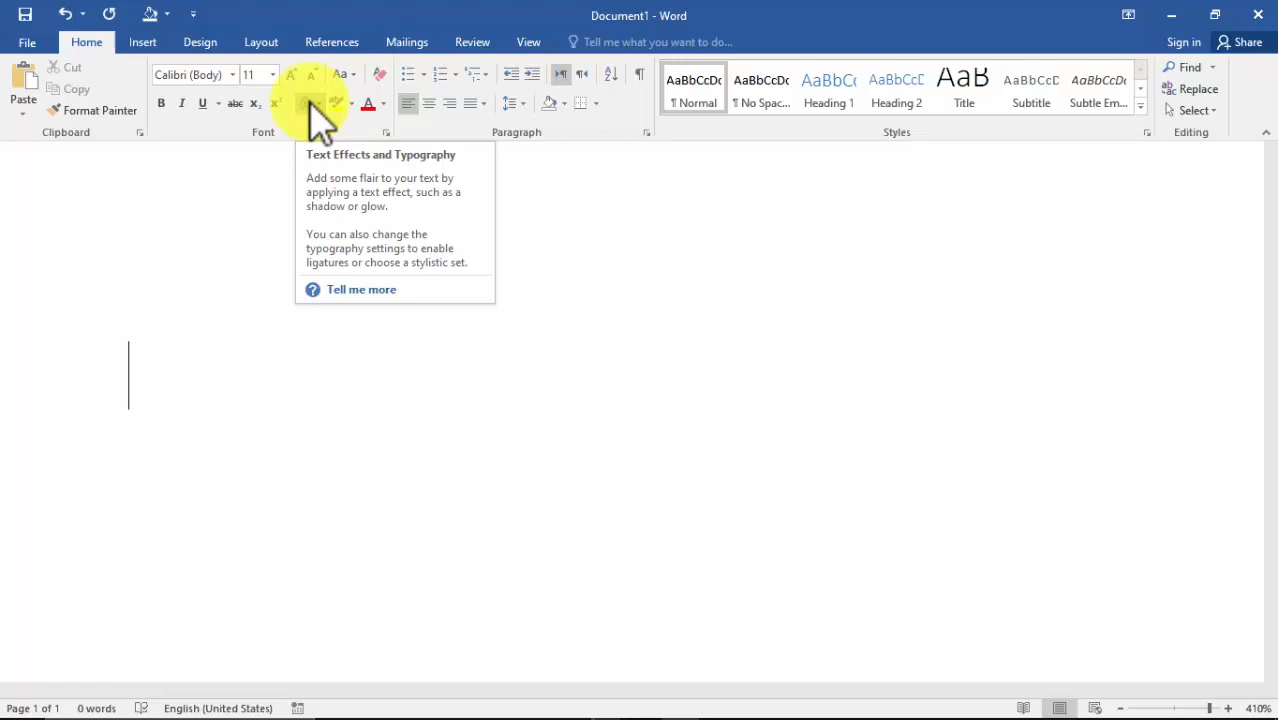 Document1 - Word
Sign in
Share
File
Home
Insert
Design
Layout
References
Mailings
Review
View
Tell me what you want to do...
Paste
Cut
Copy
Format Painter
Clipboard
Calibri (Body)
11
Aa
B I U abc x₂ x²
A
Font
Paragraph
AaBbCcDc
¶ Normal
AaBbCcDc
¶ No Spac...
AaBbCc
Heading 1
AaBbCcD
Heading 2
AaB
Title
AaBbCcD
Subtitle
AaBbCcDc
Subtle Em...
Styles
Find
Replace
Select
Editing
Text Effects and Typography
Add some flair to your text by
applying a text effect, such as a
shadow or glow.
You can also change the
typography settings to enable
ligatures or choose a stylistic set.
Tell me more
Page 1 of 1
0 words
English (United States)
410%